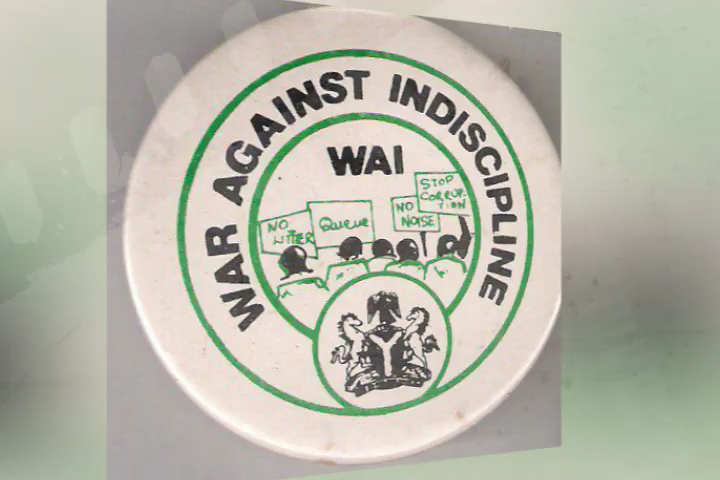 WAR AGAINST INDISCIPLINE
WAI
NO
LITTER
Queue
NO
NOISE
STOP
CORRUP-
TION